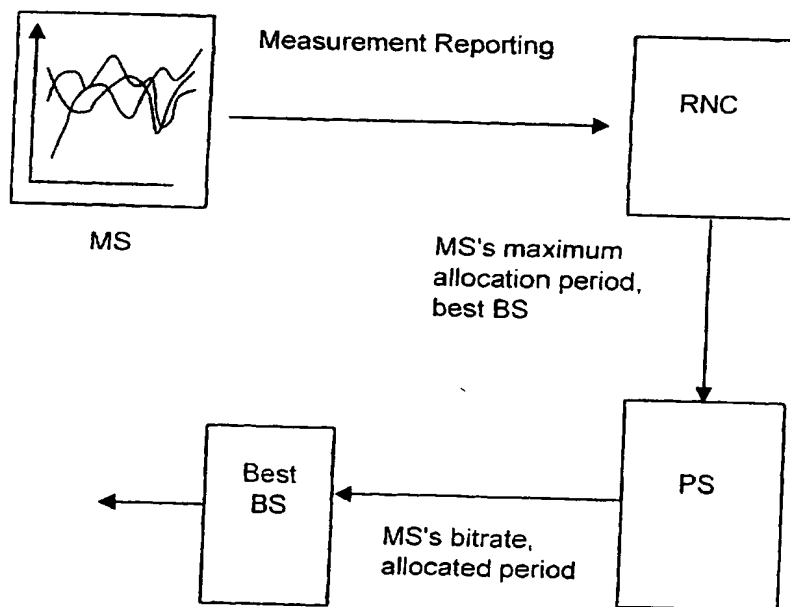 Measurement Reporting
RNC
MS
MS's maximum
allocation period,
best BS
Best
BS
PS
MS's bitrate,
allocated period